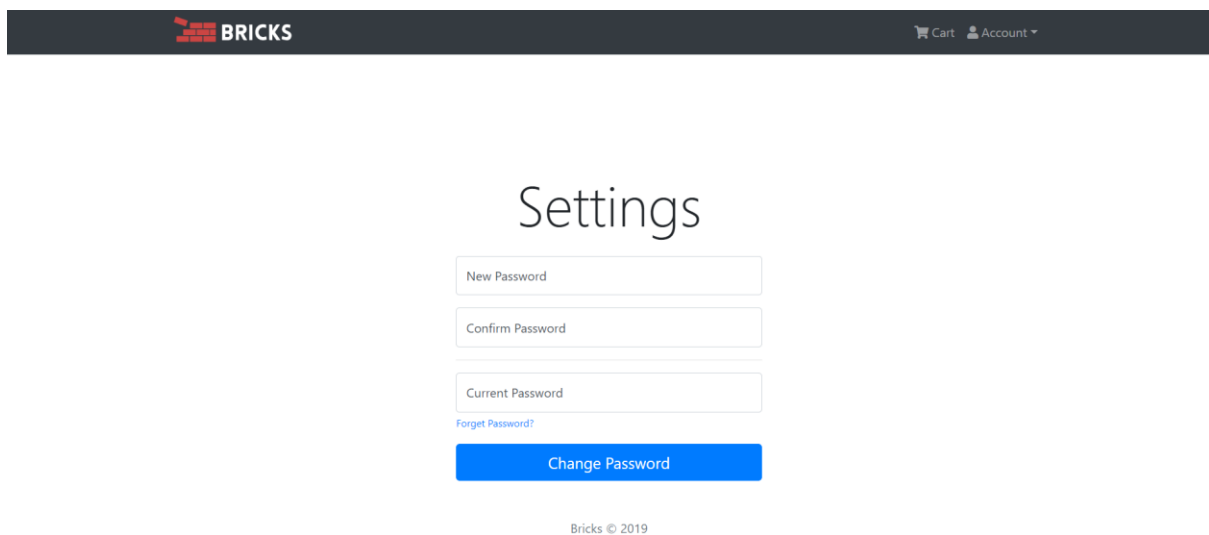 BRICKS
Cart Account
Settings
New Password
Confirm Password
Current Password
Forget Password?
Change Password
Bricks © 2019